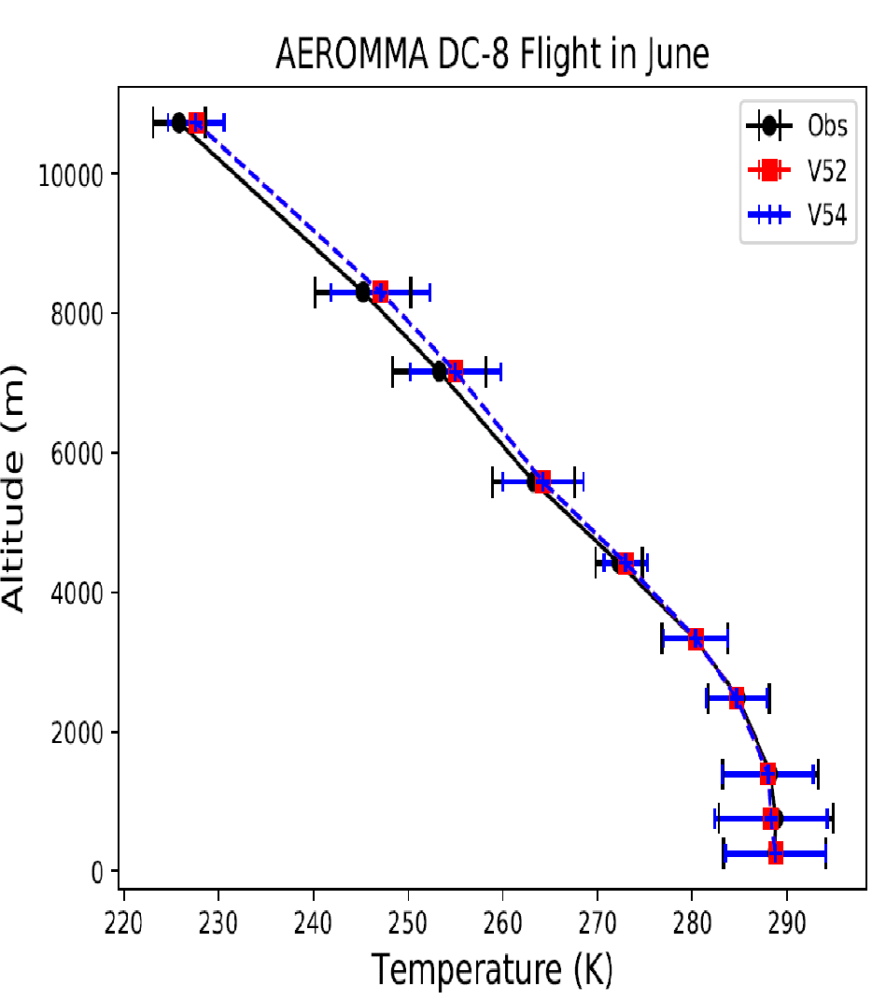 AEROMMA DC-8 Flight in June
Obs
V52
V54
Altitude (m)
10000
8000
6000
4000
2000
0
220 230 240 250 260 270 280 290
Temperature (K)